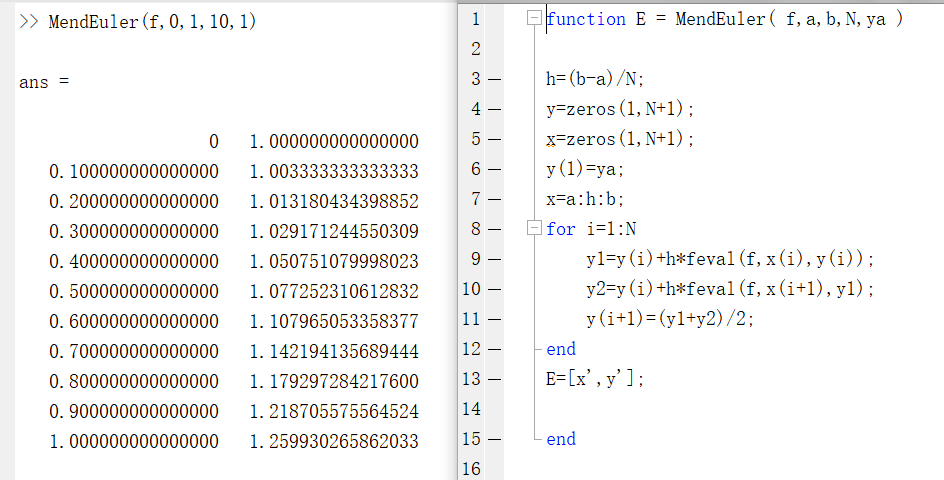 >> MendEuler(f,0,1,10,1)
ans =
0 1.000000000000000
0.100000000000000 1.003333333333333
0.200000000000000 1.013180434398852
0.300000000000000 1.029171244550309
0.400000000000000 1.050751079998023
0.500000000000000 1.077252310612832
0.600000000000000 1.107965053358377
0.700000000000000 1.142194135689444
0.800000000000000 1.179297284217600
0.900000000000000 1.218705575564524
1.000000000000000 1.259930265862033
1 function E = MendEuler( f,a,b,N,ya )
2
3 — h=(b-a)/N;
4 — y=zeros(1,N+1);
5 — x=zeros(1,N+1);
6 — y(1)=ya;
7 — x=a:h:b;
8 — for i=1:N
9 — y1=y(i)+h*feval(f,x(i),y(i));
10 — y2=y(i)+h*feval(f,x(i+1),y1);
11 — y(i+1)=(y1+y2)/2;
12 — end
13 — E=[x',y'];
14
15 — end
16